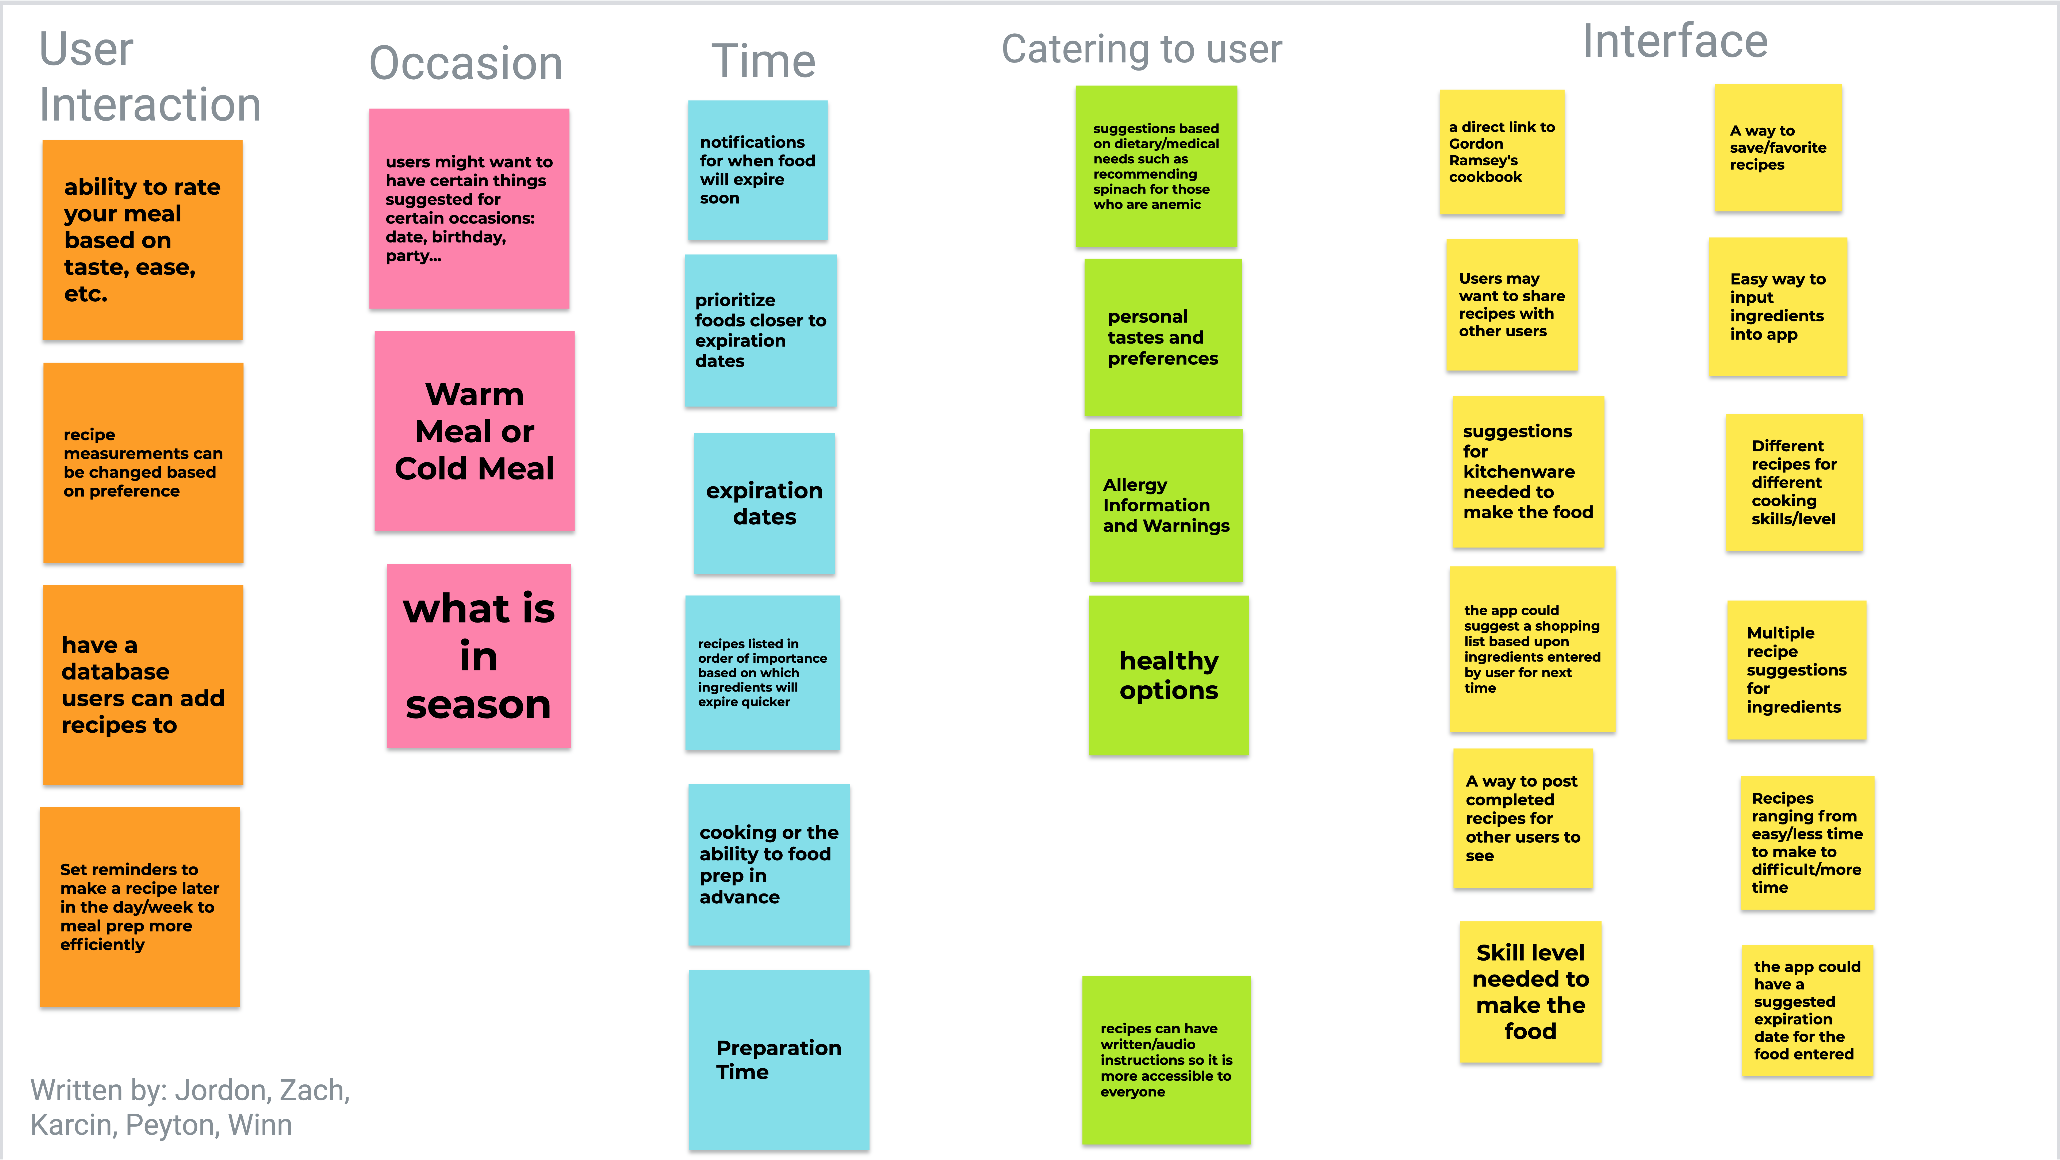 User
Interaction
ability to rate
your meal
based on
taste, ease,
etc.
recipe
measurements can
be changed based
on preference
have a
database
users can add
recipes to
Set reminders to
make a recipe later
in the day/week to
meal prep more
efficiently
Occasion
users might want to
have certain things
suggested for
certain occasions:
date, birthday,
party...
Warm
Meal or
Cold Meal
what is
in
season
Time
notifications
for when food
will expire
soon
prioritize
foods closer to
expiration
dates
expiration
dates
recipes listed in
order of importance
based on which
ingredients will
expire quicker
cooking or the
ability to food
prep in
advance
Preparation
Time
Catering to user
suggestions based
on dietary/medical
needs such as
recommending
spinach for those
who are anemic
personal
tastes and
preferences
Allergy
Information
and Warnings
healthy
options
recipes can have
written/audio
instructions so it is
more accessible to
everyone
Interface
a direct link to
Gordon
Ramsey's
cookbook
Users may
want to share
recipes with
other users
suggestions
for
kitchenware
needed to
make the food
the app could
suggest a shopping
list based upon
ingredients entered
by user for next
time
A way to post
completed
recipes for
other users to
see
Skill level
needed to
make the
food
A way to
save/favorite
recipes
Easy way to
input
ingredients
into app
Different
recipes for
different
cooking
skills/level
Multiple
recipe
suggestions
for
ingredients
Recipes
ranging from
easy/less time
to make to
difficult/more
time
the app could
have a
suggested
expiration
date for the
food entered
Written by: Jordon, Zach,
Karcin, Peyton, Winn